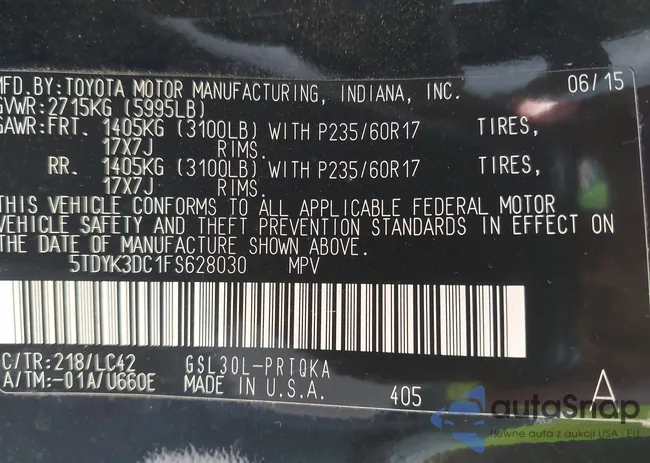 MFD.BY:TOYOTA MOTOR MANUFACTURING, INDIANA, INC. 06/15
GVWR:2715KG (5995LB)
GAWR:FRT. 1405KG (3100LB) WITH P235/60R17 TIRES,
17X7J RIMS.
RR. 1405KG (3100LB) WITH P235/60R17 TIRES,
17X7J RIMS.
THIS VEHICLE CONFORMS TO ALL APPLICABLE FEDERAL MOTOR
VEHICLE SAFETY AND THEFT PREVENTION STANDARDS IN EFFECT ON
THE DATE OF MANUFACTURE SHOWN ABOVE.
5TDYK3DC1FS628030 MPV
C/TR:218/LC42 GSL30L-PRTQKA
A/TM:-01A/U660E MADE IN U.S.A. 405 A
autoSnap
Pewne auta z aukcji USA i EU